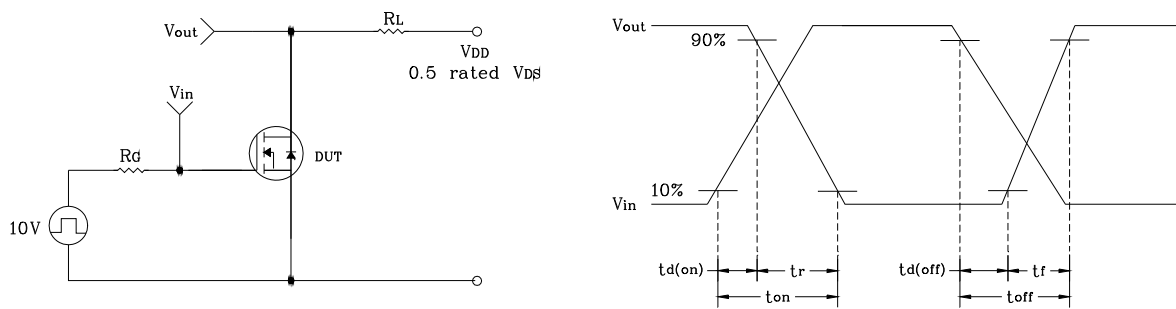 Vout
RL
VDD
0.5 rated VDS
Vin
RG
DUT
10V
Vout
90%
10%
Vin
td(on)
tr
td(off)
tf
ton
toff